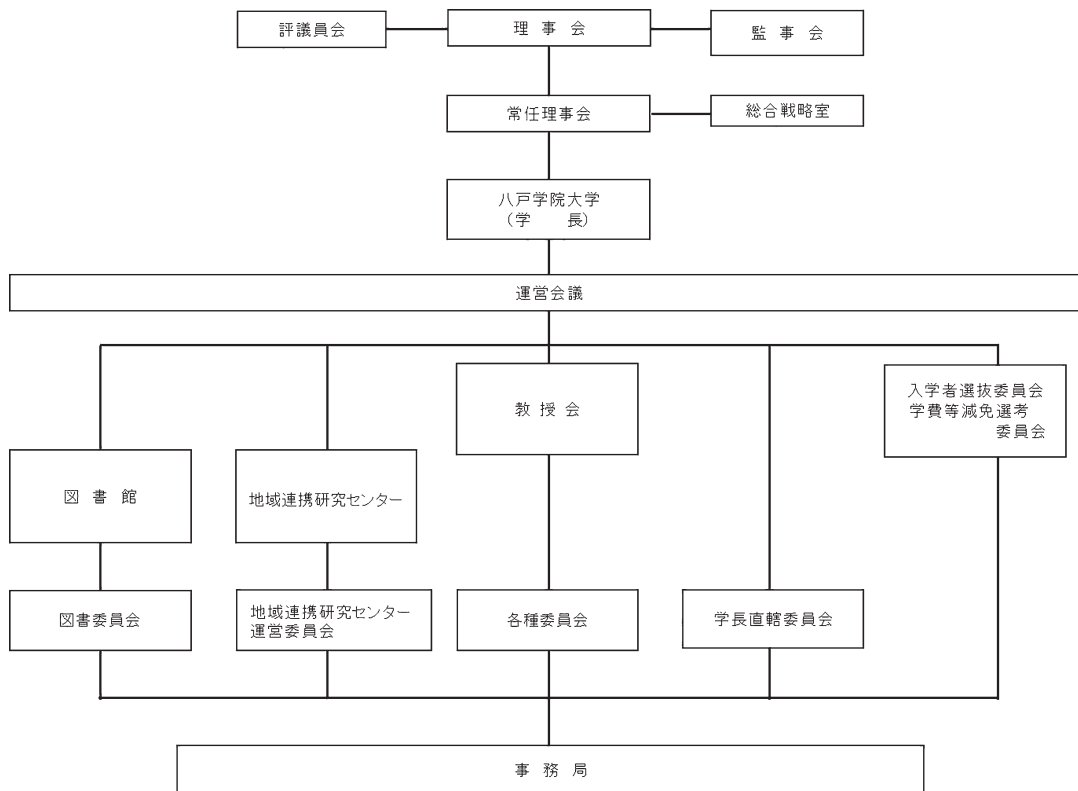 評議員会
理事会
監事会
常任理事会
総合戦略室
八戸学院大学
（学　　長）
運営会議
教授会
入学者選抜委員会
学費等減免選考
委員会
図書館
地域連携研究センター
図書委員会
地域連携研究センター
運営委員会
各種委員会
学長直轄委員会
事務局